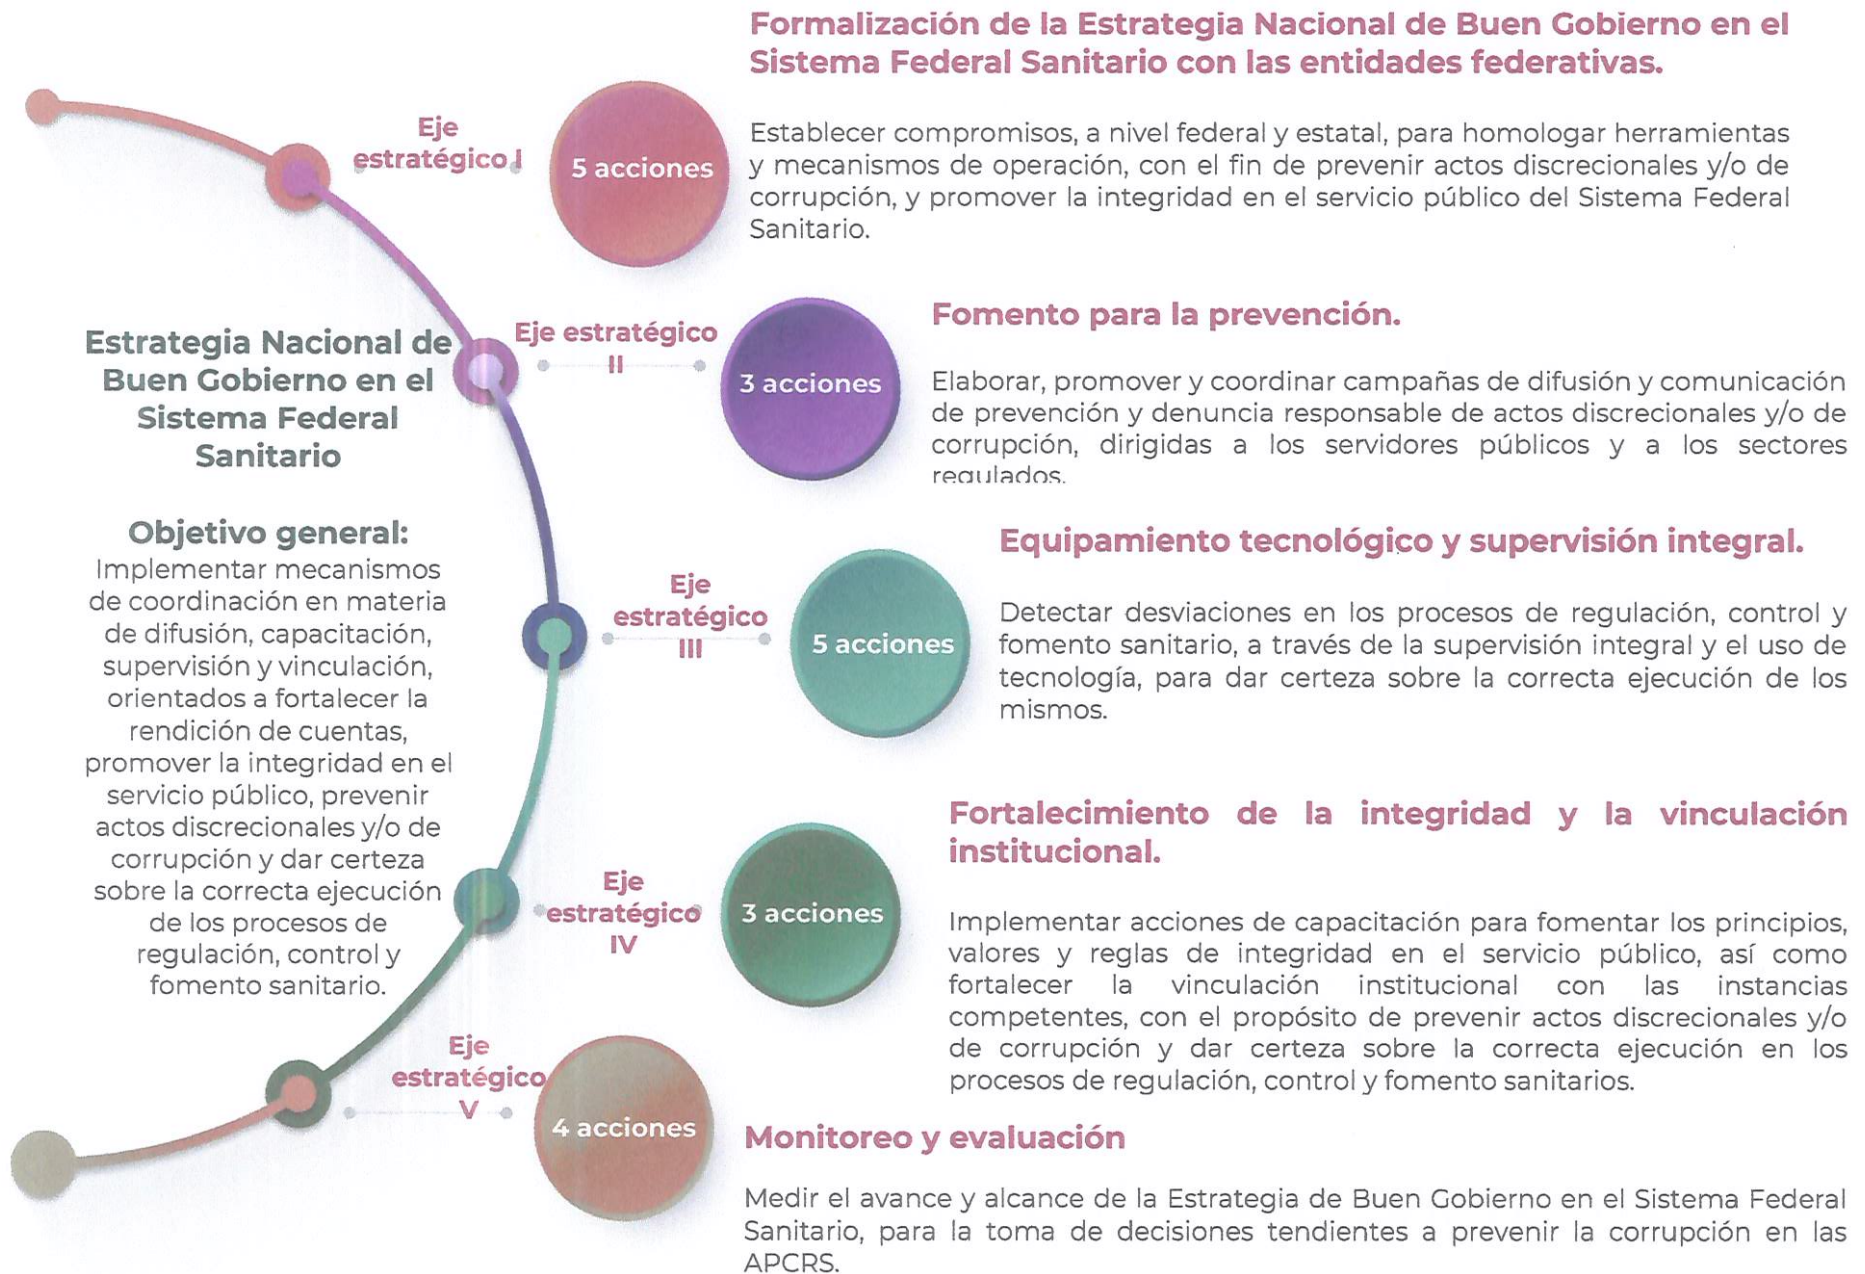 Formalización de la Estrategia Nacional de Buen Gobierno en el
Sistema Federal Sanitario con las entidades federativas.
Eje
estratégico I
5 acciones
Establecer compromisos, a nivel federal y estatal, para homologar herramientas
y mecanismos de operación, con el fin de prevenir actos discrecionales y/o de
corrupción, y promover la integridad en el servicio público del Sistema Federal
Sanitario.
Estrategia Nacional de
Buen Gobierno en el
Sistema Federal
Sanitario
Eje estratégico
II
3 acciones
Fomento para la prevención.
Elaborar, promover y coordinar campañas de difusión y comunicación
de prevención y denuncia responsable de actos discrecionales y/o de
corrupción, dirigidas a los servidores públicos y a los sectores
regulados.
Objetivo general:
Implementar mecanismos
de coordinación en materia
de difusión, capacitación,
supervisión y vinculación,
orientados a fortalecer la
rendición de cuentas,
promover la integridad en el
servicio público, prevenir
actos discrecionales y/o de
corrupción y dar certeza
sobre la correcta ejecución
de los procesos de
regulación, control y
fomento sanitario.
Eje
estratégico
III
5 acciones
Equipamiento tecnológico y supervisión integral.
Detectar desviaciones en los procesos de regulación, control y
fomento sanitario, a través de la supervisión integral y el uso de
tecnología, para dar certeza sobre la correcta ejecución de los
mismos.
Eje
estratégico
IV
3 acciones
Fortalecimiento de la integridad y la vinculación
institucional.
Implementar acciones de capacitación para fomentar los principios,
valores y reglas de integridad en el servicio público, así como
fortalecer la vinculación institucional con las instancias
competentes, con el propósito de prevenir actos discrecionales y/o
de corrupción y dar certeza sobre la correcta ejecución en los
procesos de regulación, control y fomento sanitarios.
Eje
estratégico
V
4 acciones
Monitoreo y evaluación
Medir el avance y alcance de la Estrategia de Buen Gobierno en el Sistema Federal
Sanitario, para la toma de decisiones tendientes a prevenir la corrupción en las
APCRS.